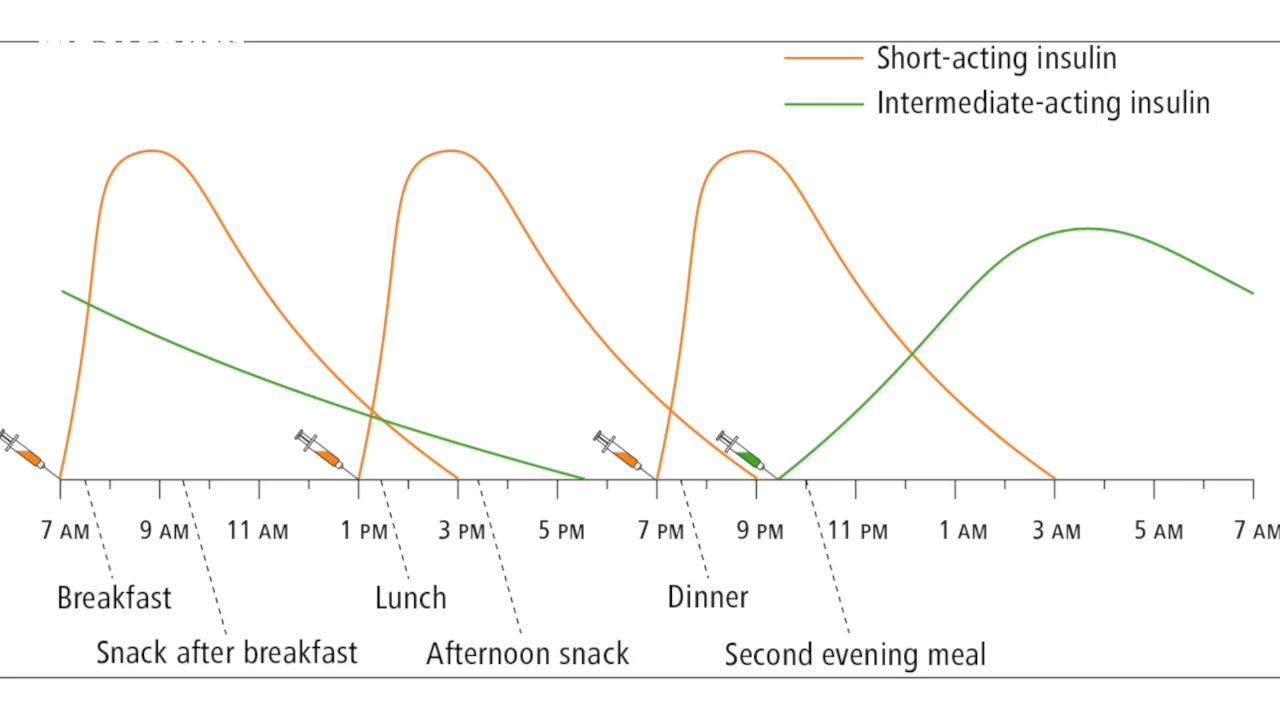 Short-acting insulin
Intermediate-acting insulin
7 AM 9 AM 11 AM 1 PM 3 PM 5 PM 7 PM 9 PM 11 PM 1 AM 3 AM 5 AM 7 AM
Breakfast Lunch Dinner
Snack after breakfast Afternoon snack Second evening meal